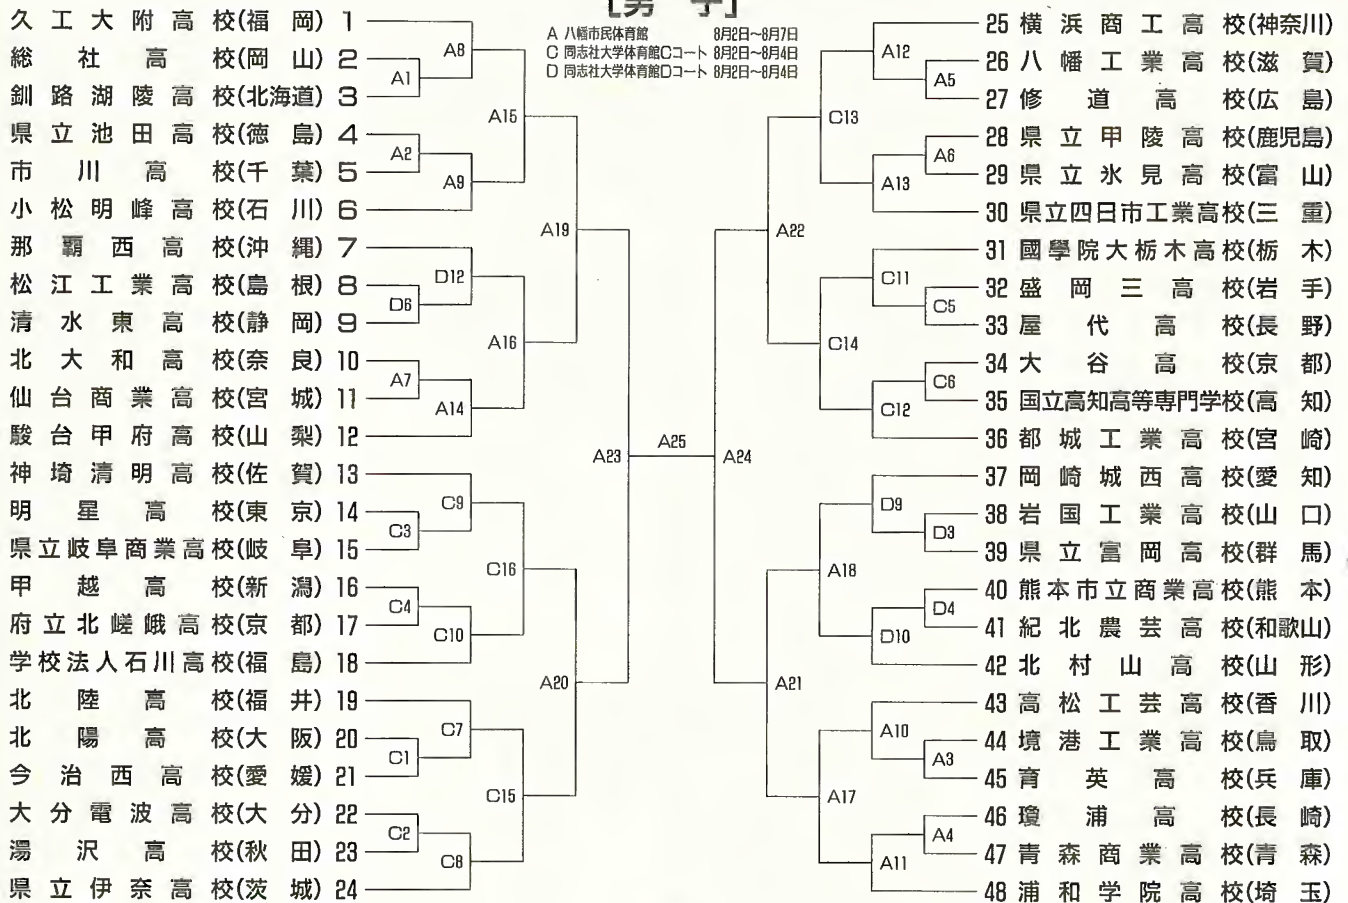 [男子]
A 八幡市民体育館 8月2日~8月7日
C 同志社大学体育館Cコート 8月2日~8月4日
D 同志社大学体育館Dコート 8月2日~8月4日
久工大附高校(福岡) 1
総社高校(岡山) 2
釧路湖陵高校(北海道) 3
県立池田高校(徳島) 4
市川高校(千葉) 5
小松明峰高校(石川) 6
那覇西高校(沖縄) 7
松江工業高校(島根) 8
清水東高校(静岡) 9
北大和高校(奈良) 10
仙台商業高校(宮城) 11
駿台甲府高校(山梨) 12
神埼清明高校(佐賀) 13
明星高校(東京) 14
県立岐阜商業高校(岐阜) 15
甲越高校(新潟) 16
府立北嵯峨高校(京都) 17
学校法人石川高校(福島) 18
北陸高校(福井) 19
北陽高校(大阪) 20
今治西高校(愛媛) 21
大分電波高校(大分) 22
湯沢高校(秋田) 23
県立伊奈高校(茨城) 24
A8
A1
A15
A2
A9
A19
D12
D6
A16
A7
A14
A23
C9
C3
C16
C4
C10
A20
C7
C1
C15
C2
C8
A25
A12
A5
C13
A6
A13
A22
C11
C5
C14
C6
C12
A24
D9
D3
A18
D4
D10
A21
A10
A3
A17
A4
A11
25 横浜商工高校(神奈川)
26 八幡工業高校(滋賀)
27 修道高校(広島)
28 県立甲陵高校(鹿児島)
29 県立氷見高校(富山)
30 県立四日市工業高校(三重)
31 國學院大栃木高校(栃木)
32 盛岡三高校(岩手)
33 屋代高校(長野)
34 大谷高校(京都)
35 国立高知高等専門学校(高知)
36 都城工業高校(宮崎)
37 岡崎城西高校(愛知)
38 岩国工業高校(山口)
39 県立富岡高校(群馬)
40 熊本市立商業高校(熊本)
41 紀北農芸高校(和歌山)
42 北村山高校(山形)
43 高松工芸高校(香川)
44 境港工業高校(鳥取)
45 育英高校(兵庫)
46 瓊浦高校(長崎)
47 青森商業高校(青森)
48 浦和学院高校(埼玉)